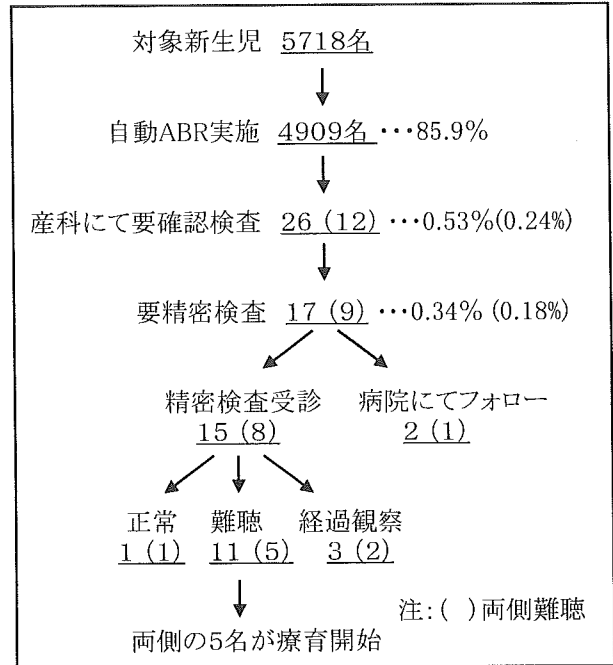 対象新生児 5718名
自動ABR実施 4909名 ・・・85.9%
産科にて要確認検査 26 (12) ・・・0.53%(0.24%)
要精密検査 17 (9) ・・・0.34% (0.18%)
精密検査受診 病院にてフォロー
15 (8) 2 (1)
正常 難聴 経過観察
1 (1) 11 (5) 3 (2)
注:( )両側難聴
両側の5名が療育開始